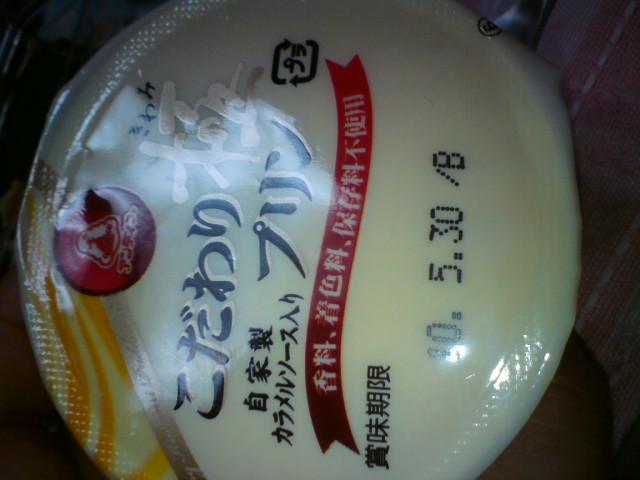 きわみ
極
こだわり
プリン
自家製
カラメルソース入り
香料、着色料、保存料不使用
賞味期限
5.30 /B
プラ